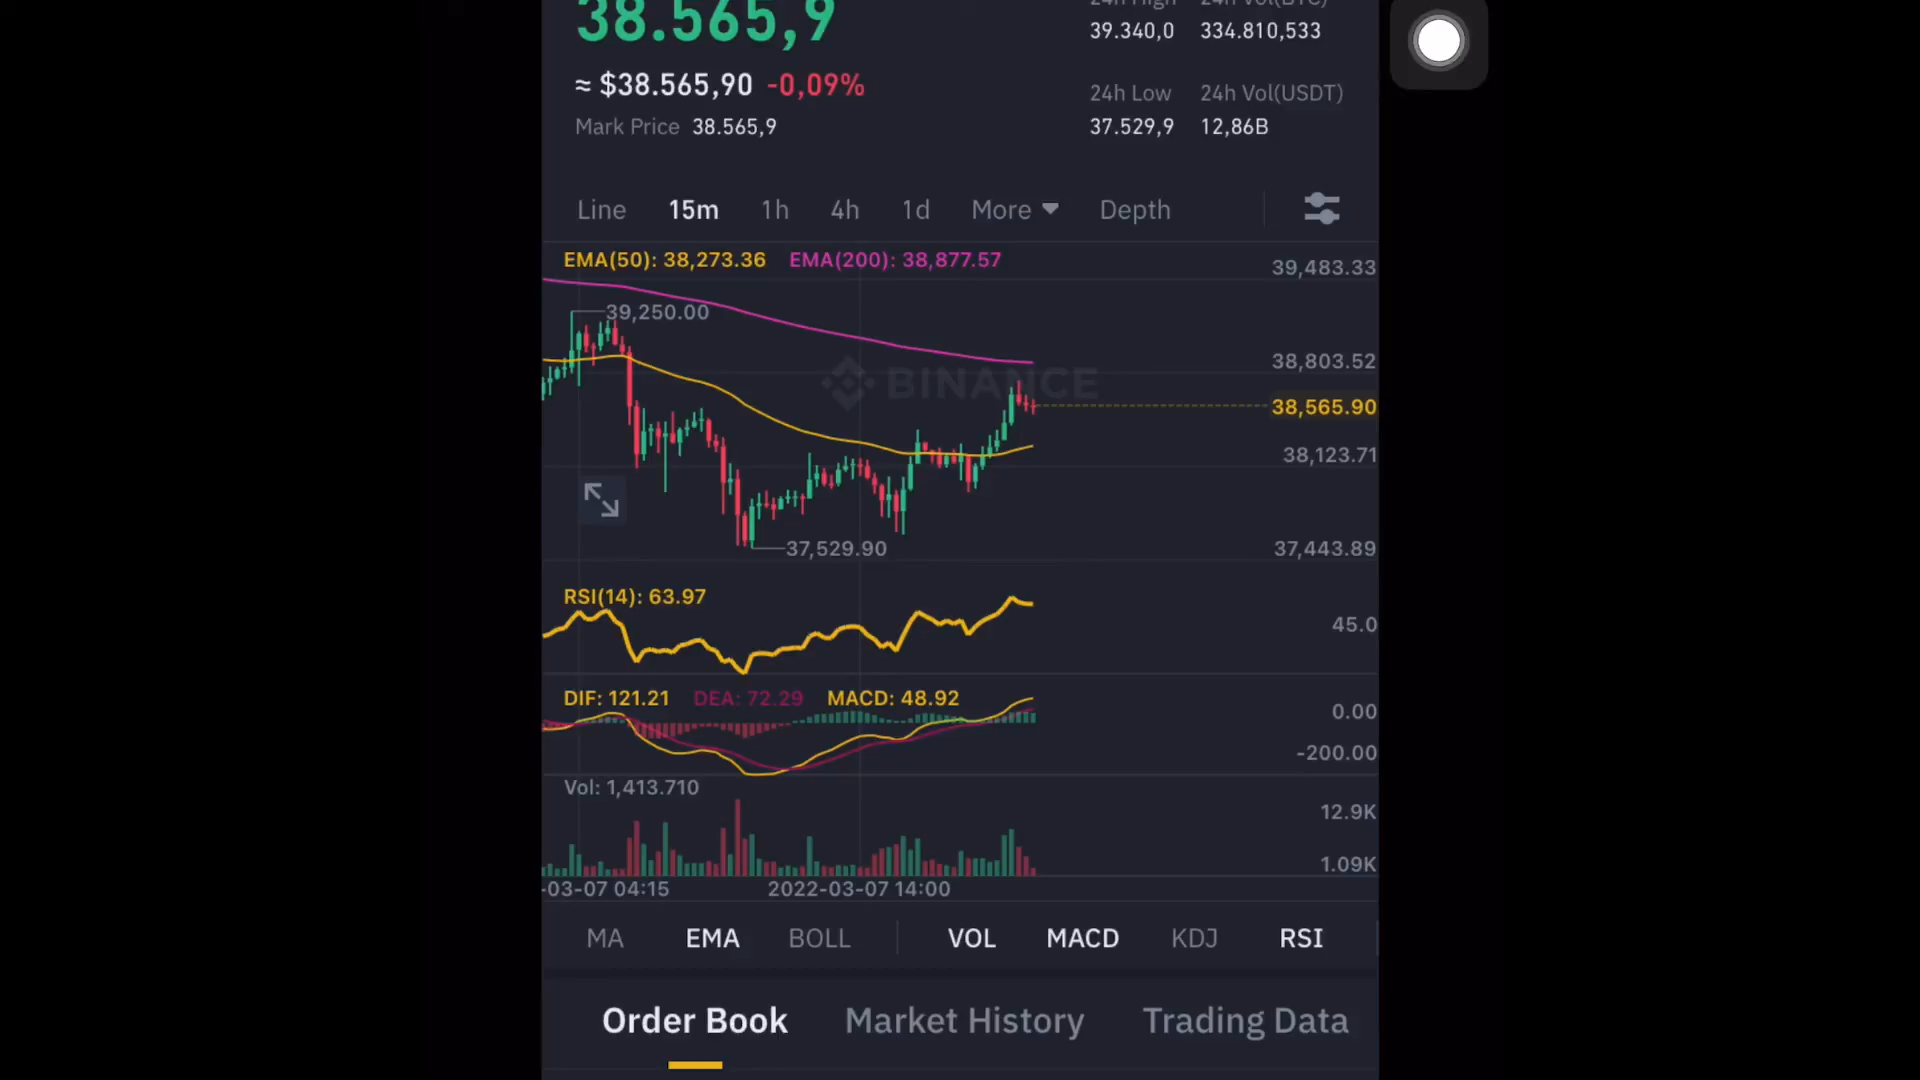 38.565,9
24h High 24h Vol(BTC)
39.340,0 334.810,533
≈ $38.565,90 -0,09%
24h Low 24h Vol(USDT)
Mark Price 38.565,9
37.529,9 12,86B
Line 15m 1h 4h 1d More Depth
EMA(50): 38,273.36 EMA(200): 38,877.57
39,483.33
39,250.00
38,803.52
BINANCE
38,565.90
38,123.71
37,529.90
37,443.89
RSI(14): 63.97
45.0
DIF: 121.21 DEA: 72.29 MACD: 48.92
0.00
-200.00
Vol: 1,413.710
12.9K
1.09K
-03-07 04:15 2022-03-07 14:00
MA EMA BOLL VOL MACD KDJ RSI
Order Book Market History Trading Data